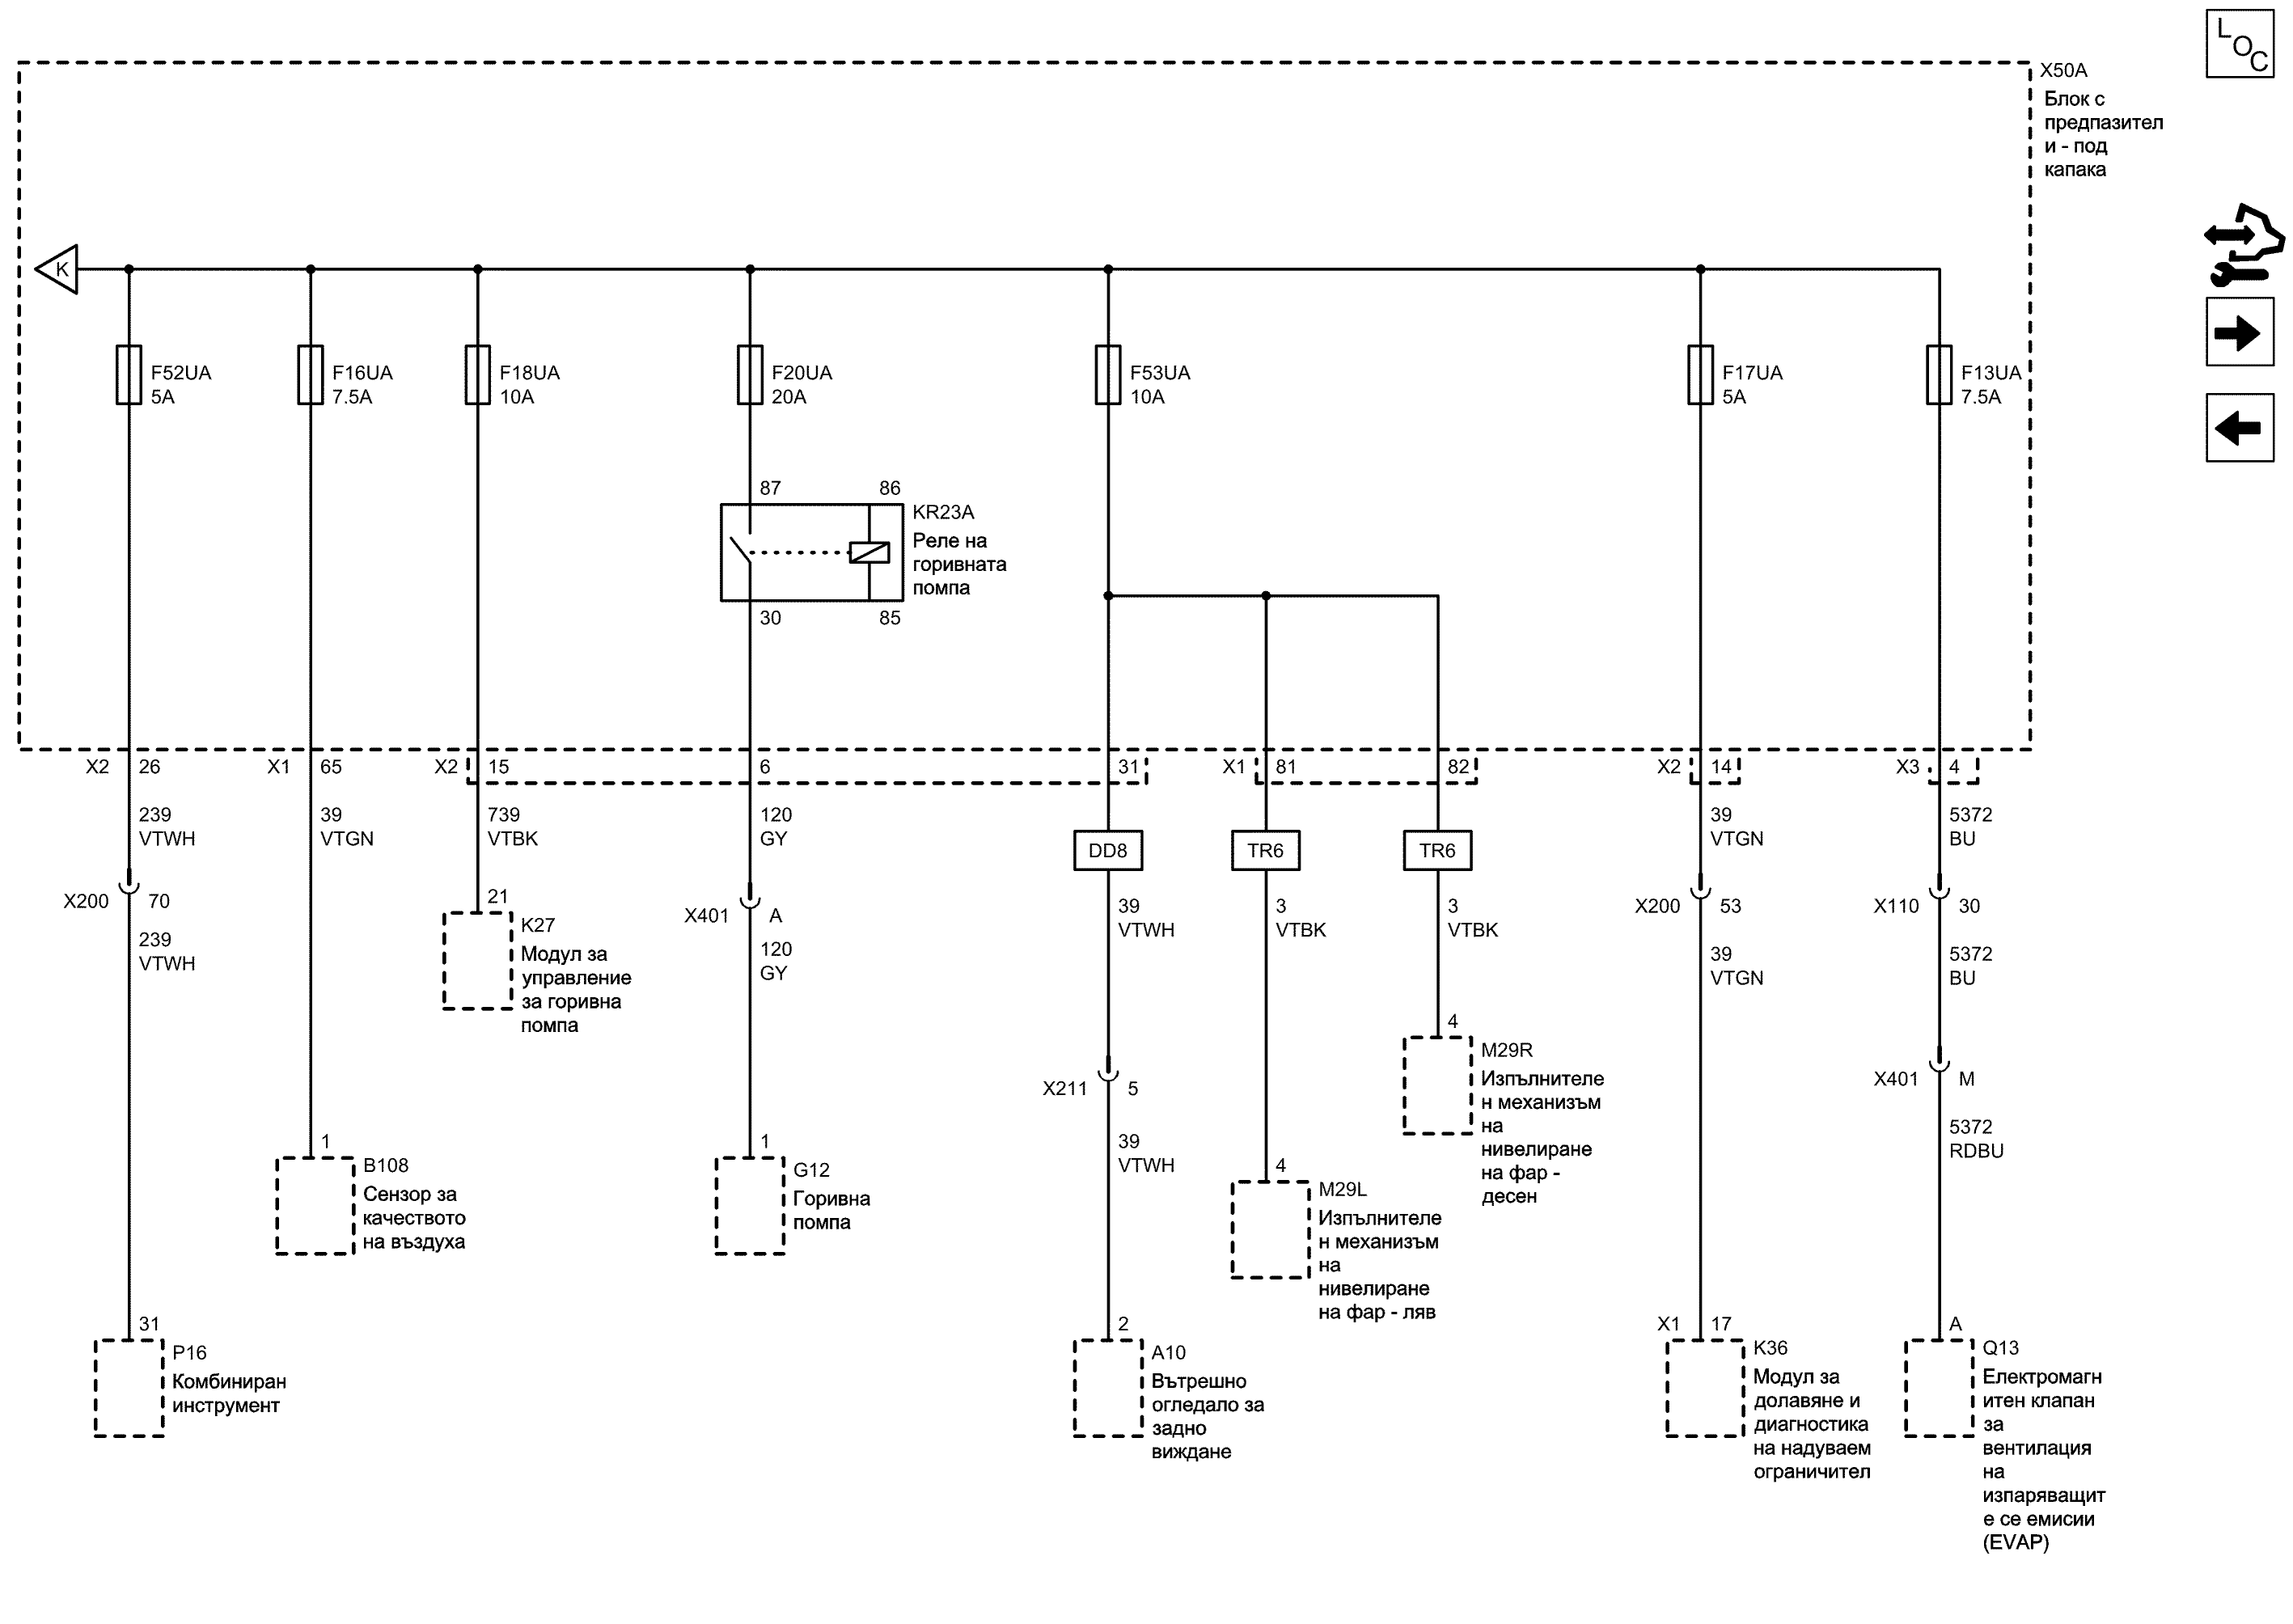 LOC
X50A
Блок с
предпазител
и - под
капака
K
F52UA
5A
F16UA
7.5A
F18UA
10A
F20UA
20A
F53UA
10A
F17UA
5A
F13UA
7.5A
87
86
KR23A
Реле на
горивната
помпа
30
85
X2 26
X1 65
X2 15
6
31
X1 81
82
X2 14
X3 4
239
VTWH
39
VTGN
739
VTBK
120
GY
DD8
TR6
TR6
39
VTGN
5372
BU
X200 70
239
VTWH
21
K27
Модул за
управление
за горивна
помпа
X401 A
120
GY
39
VTWH
3
VTBK
3
VTBK
X200 53
39
VTGN
X110 30
5372
BU
X211 5
39
VTWH
4
M29R
Изпълнителе
н механизъм
на
нивелиране
на фар -
десен
X401 M
5372
RDBU
1
B108
Сензор за
качеството
на въздуха
1
G12
Горивна
помпа
4
M29L
Изпълнителе
н механизъм
на
нивелиране
на фар - ляв
31
P16
Комбиниран
инструмент
2
A10
Вътрешно
огледало за
задно
виждане
X1 17
K36
Модул за
долавяне и
диагностика
на надуваем
ограничител
A
Q13
Електромагн
итен клапан
за
вентилация
на
изпаряващит
е се емисии
(EVAP)